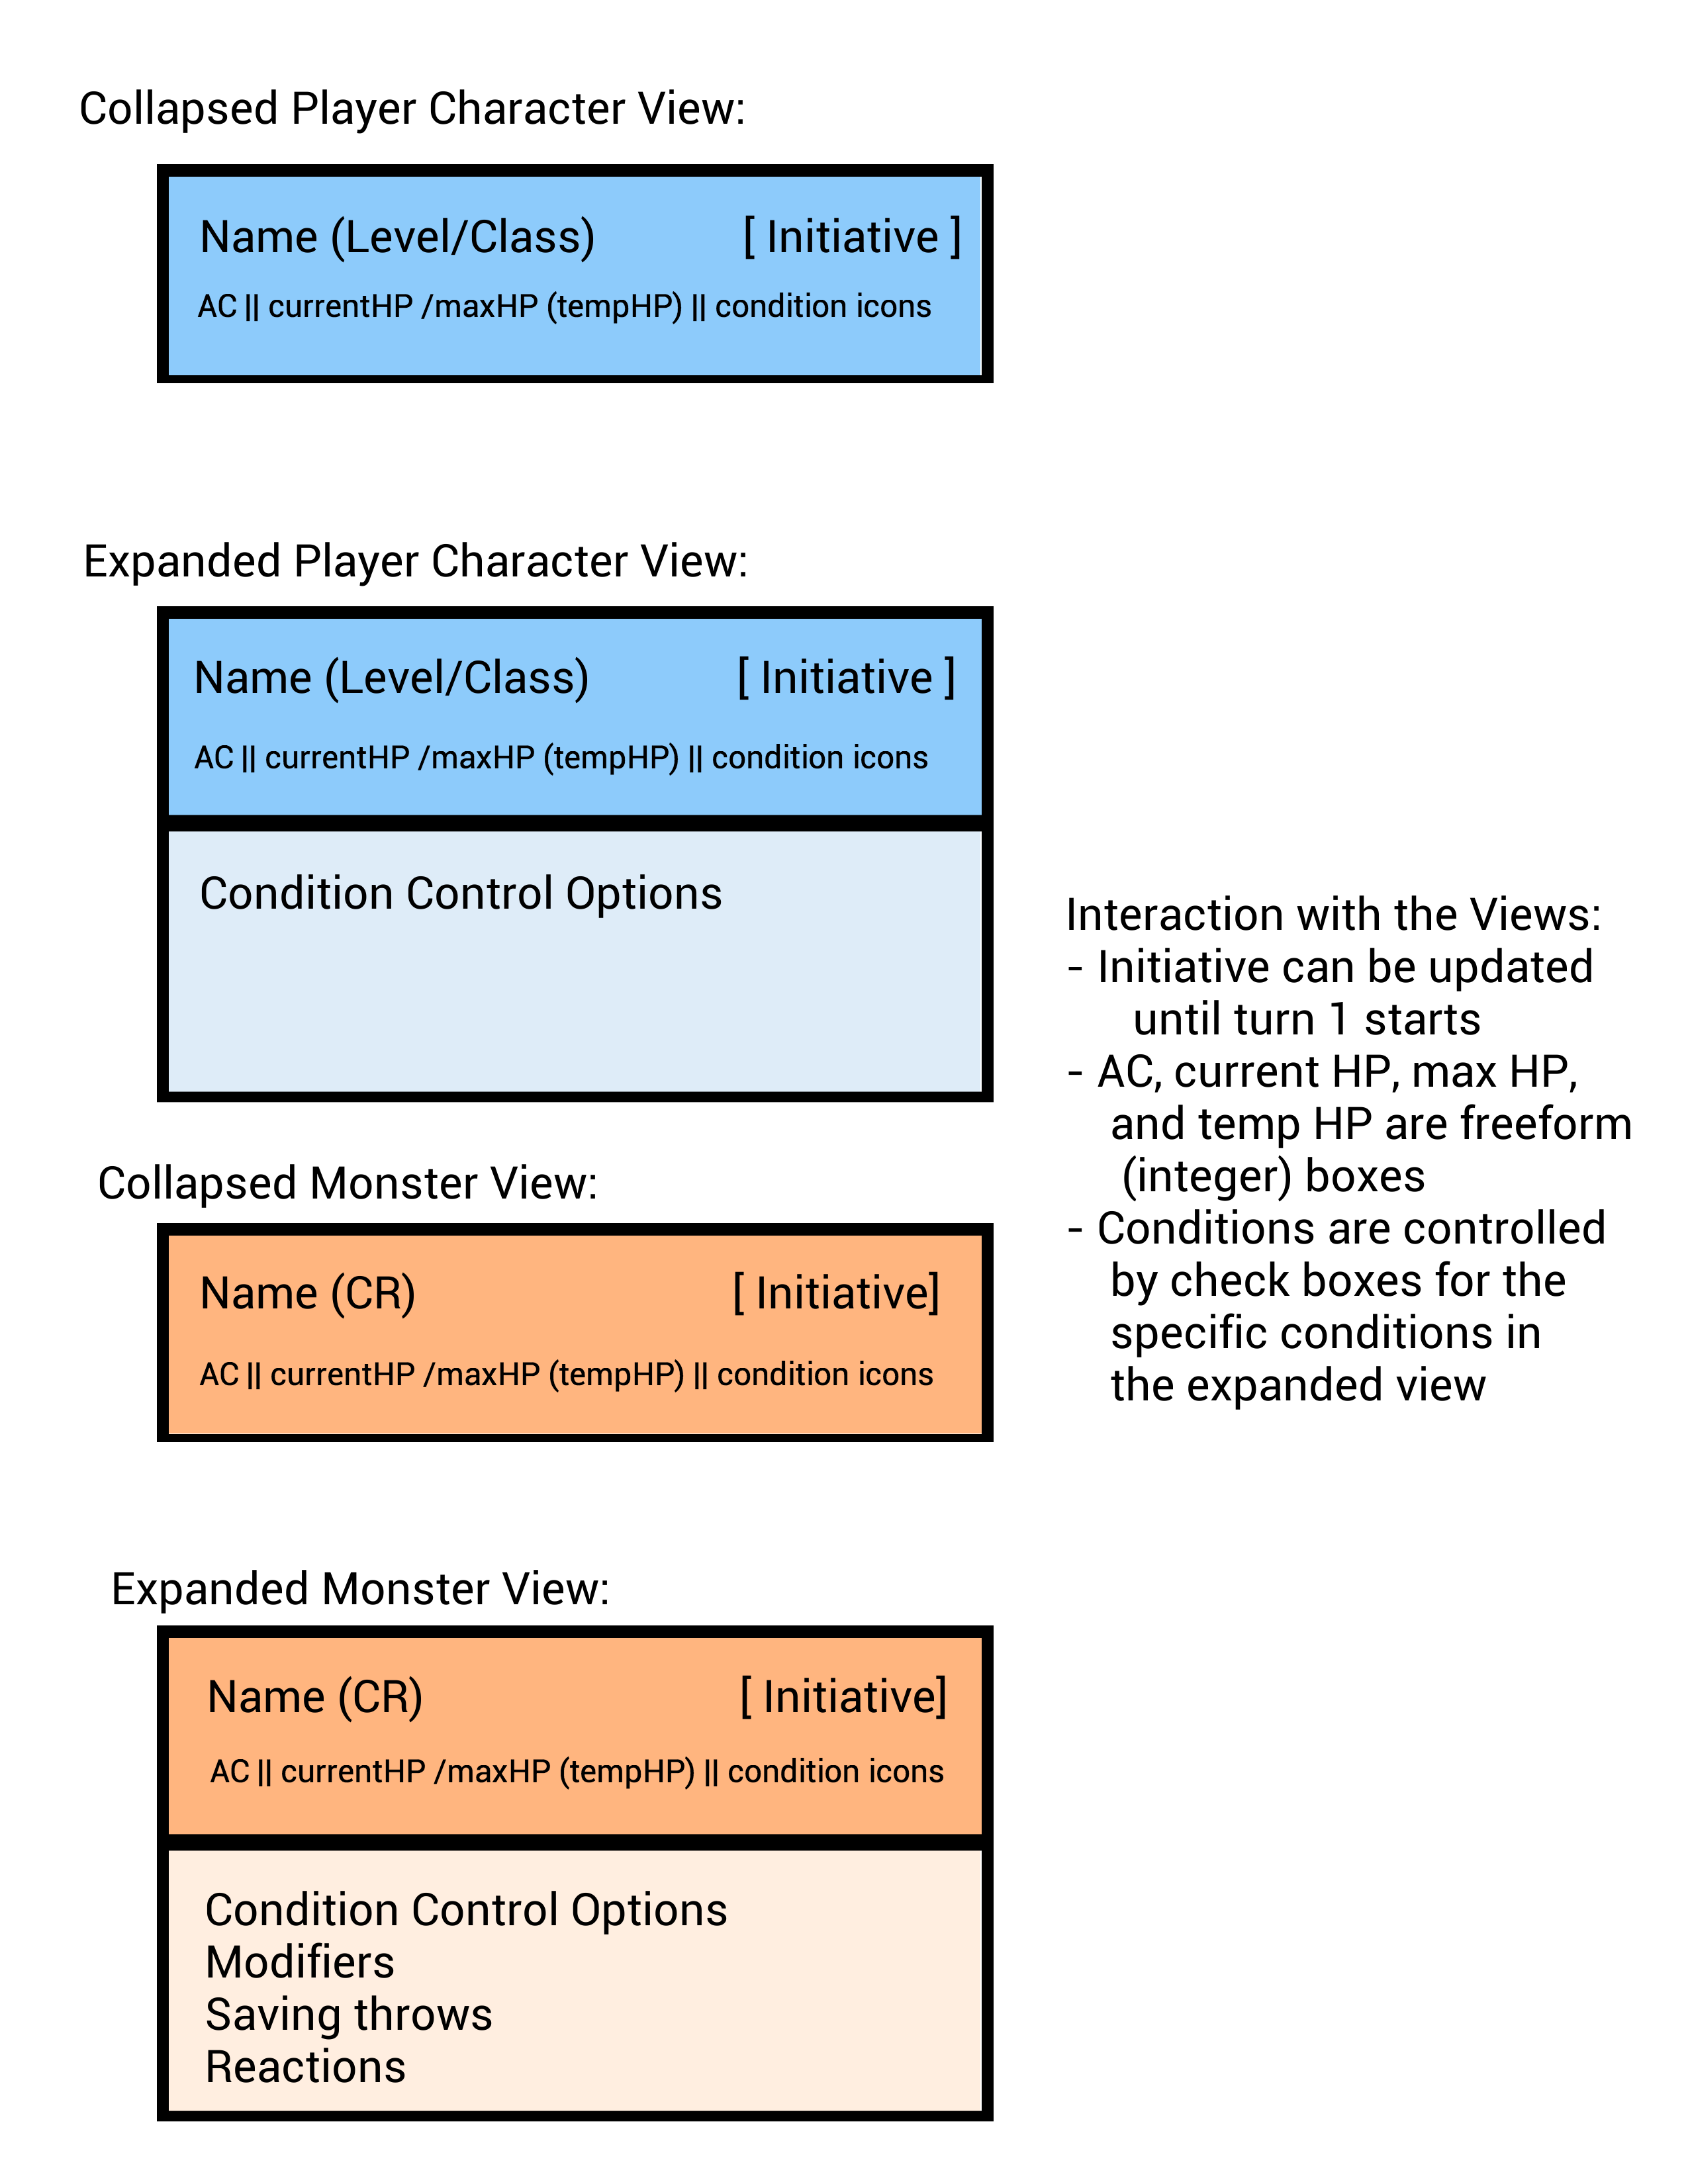 Collapsed Player Character View:
Name (Level/Class) [ Initiative ]
AC || currentHP /maxHP (tempHP) || condition icons
Expanded Player Character View:
Name (Level/Class) [ Initiative ]
AC || currentHP /maxHP (tempHP) || condition icons
Condition Control Options
Interaction with the Views:
- Initiative can be updated
until turn 1 starts
- AC, current HP, max HP,
and temp HP are freeform
(integer) boxes
- Conditions are controlled
by check boxes for the
specific conditions in
the expanded view
Collapsed Monster View:
Name (CR) [ Initiative]
AC || currentHP /maxHP (tempHP) || condition icons
Expanded Monster View:
Name (CR) [ Initiative]
AC || currentHP /maxHP (tempHP) || condition icons
Condition Control Options
Modifiers
Saving throws
Reactions